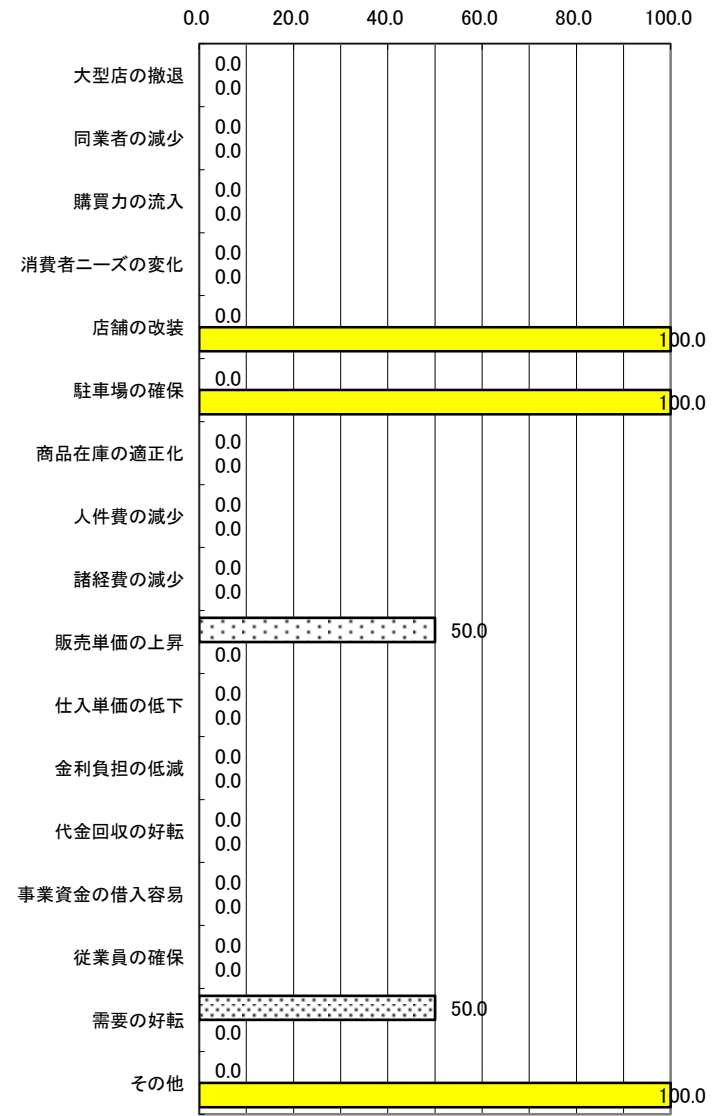 0.0 20.0 40.0 60.0 80.0 100.0
大型店の撤退 0.0
0.0
同業者の減少 0.0
0.0
購買力の流入 0.0
0.0
消費者ニーズの変化 0.0
0.0
店舗の改装 0.0
100.0
駐車場の確保 0.0
100.0
商品在庫の適正化 0.0
0.0
人件費の減少 0.0
0.0
諸経費の減少 0.0
0.0
販売単価の上昇 50.0
0.0
仕入単価の低下 0.0
0.0
金利負担の低減 0.0
0.0
代金回収の好転 0.0
0.0
事業資金の借入容易 0.0
0.0
従業員の確保 0.0
0.0
需要の好転 50.0
0.0
その他 0.0
100.0